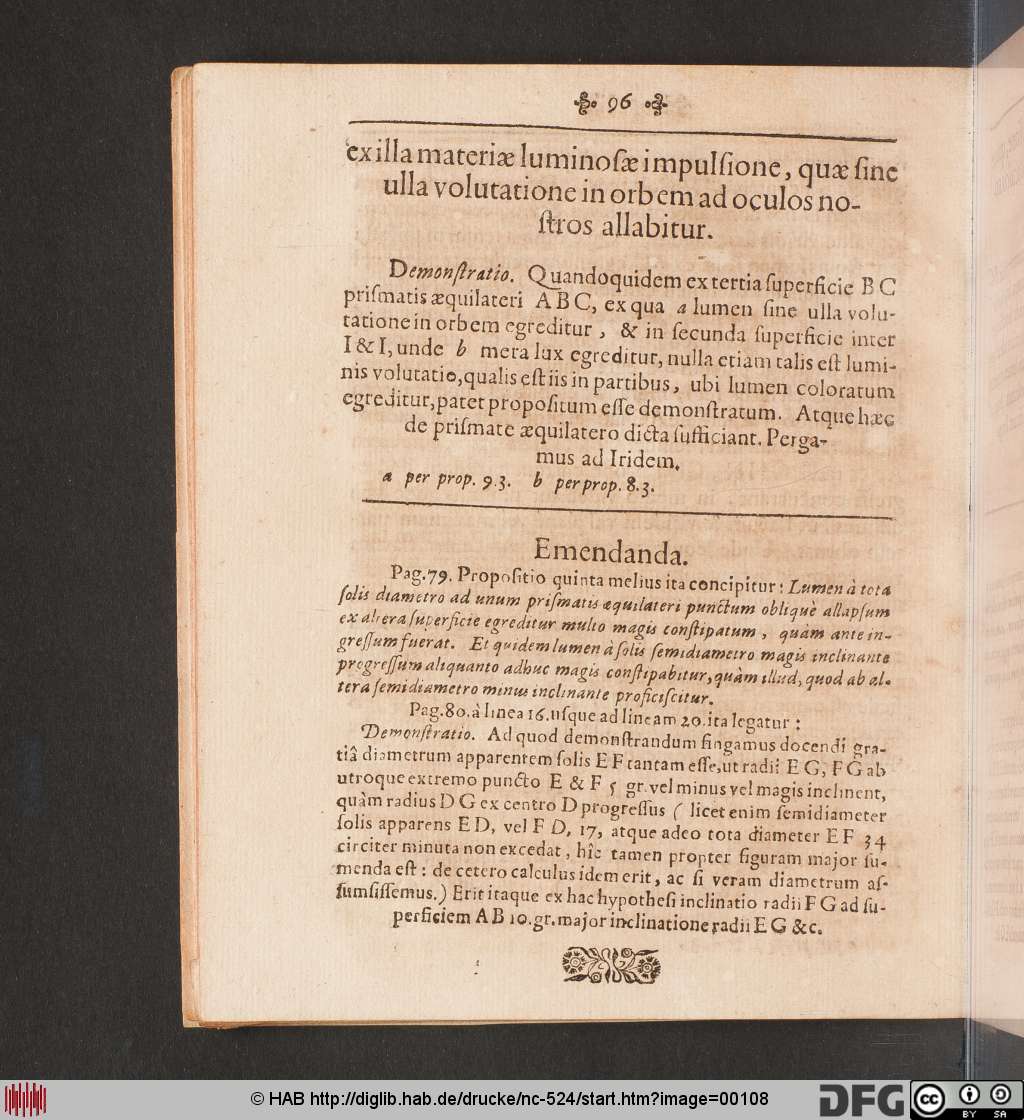 96
ex illa materiæ luminoſæ impulſione, quæ ſine
ulla volutatione in orbem ad oculos no-
ſtros allabitur.
Demonſtratio. Quandoquidem ex tertia ſuperficie B C
priſmatis æquilateri A B C, ex qua a lumen ſine ulla volu-
tatione in orbem egreditur, & in ſecunda ſuperficie inter
I & I, unde b mera lux egreditur, nulla etiam talis eſt lumi-
nis volutatio, qualis eſt iis in partibus, ubi lumen coloratum
egreditur, patet propoſitum eſſe demonſtratum. Atque hæc
de priſmate æquilatero dicta ſufficiant. Perga-
mus ad Iridem.
a per prop. 9.3. b per prop. 8.3.
Emendanda.
Pag. 79. Propoſitio quinta melius ita concipitur: Lumen à tota
ſolis diametro ad unum priſmatis æquilateri punctum obliquè allapſum
ex altera ſuperficie egreditur multo magis conſtipatum, quàm ante in-
greſſum fuerat. Et quidem lumen à ſolis ſemidiametro magis inclinante
progreſſum aliquanto adhuc magis conſtipabitur, quàm illud, quod ab al-
tera ſemidiametro minus inclinante proficiſcitur.
Pag. 80. à linea 16. uſque ad lineam 20. ita legatur:
Demonſtratio. Ad quod demonſtrandum fingamus docendi gra-
tiâ diametrum apparentem ſolis E F tantam eſſe, ut radii E G, F G ab
utroque extremo puncto E & F 5 gr. vel minus vel magis inclinent,
quàm radius D G ex centro D progreſſus ( licet enim ſemidiameter
ſolis apparens E D, vel F D, 17, atque adeo tota diameter E F 34
circiter minuta non excedat, hîc tamen propter figuram major ſu-
menda eſt: de cetero calculus idem erit, ac ſi veram diametrum aſ-
ſumſiſſemus.) Erit itaque ex hac hypotheſi inclinatio radii F G ad ſu-
perficiem A B 10. gr. major inclinatione radii E G &c.
© HAB http://diglib.hab.de/drucke/nc-524/start.htm?image=00108
DFG
cc BY SA